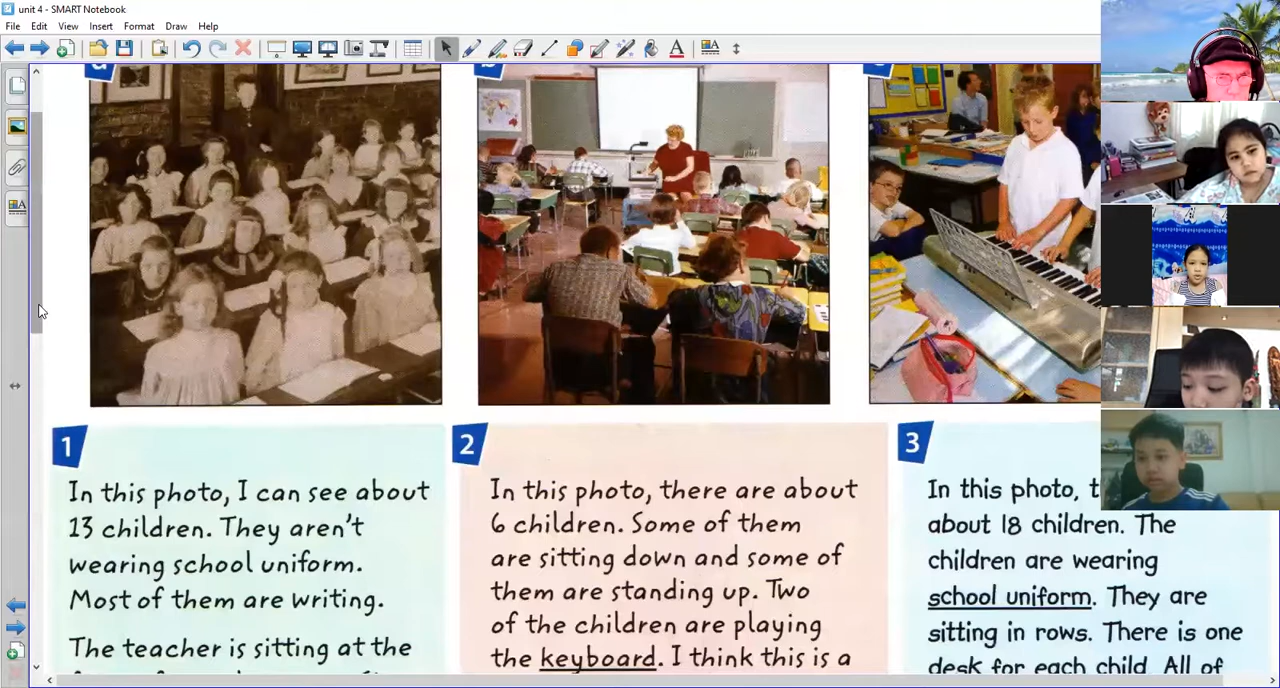 unit 4 - SMART Notebook
File Edit View Insert Format Draw Help
1
In this photo, I can see about
13 children. They aren't
wearing school uniform.
Most of them are writing.
The teacher is sitting at the
2
In this photo, there are about
6 children. Some of them
are sitting down and some of
them are standing up. Two
of the children are playing
the keyboard. I think this is a
3
In this photo, t
about 18 children. The
children are wearing
school uniform. They are
sitting in rows. There is one
desk for each child. All of